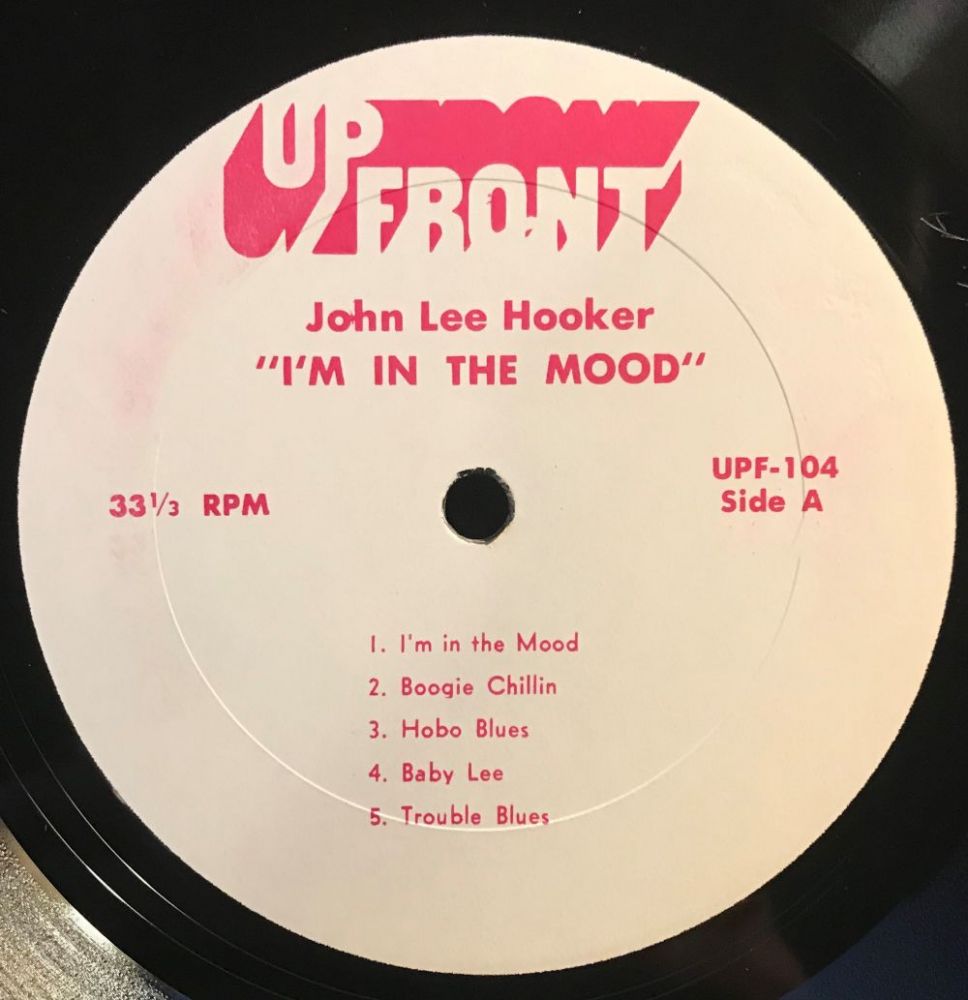 UP
FRONT
John Lee Hooker
"I'M IN THE MOOD"
33⅓ RPM
UPF-104
Side A
1. I'm in the Mood
2. Boogie Chillin
3. Hobo Blues
4. Baby Lee
5. Trouble Blues